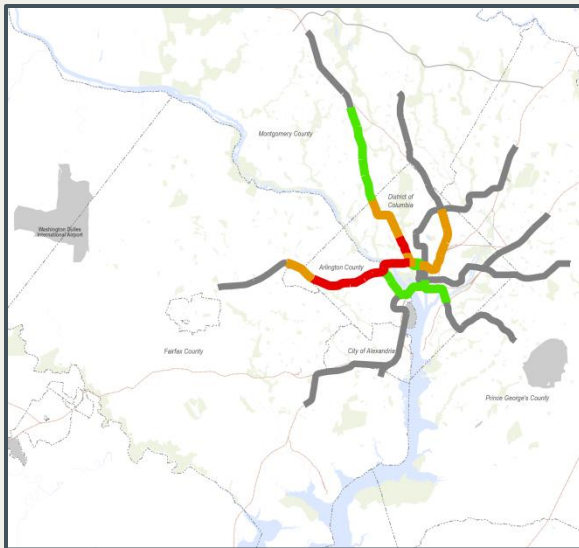 Montgomery County
District of
Columbia
Washington Dulles
International Airport
Arlington County
Fairfax County
City of Alexandria
Prince George's County